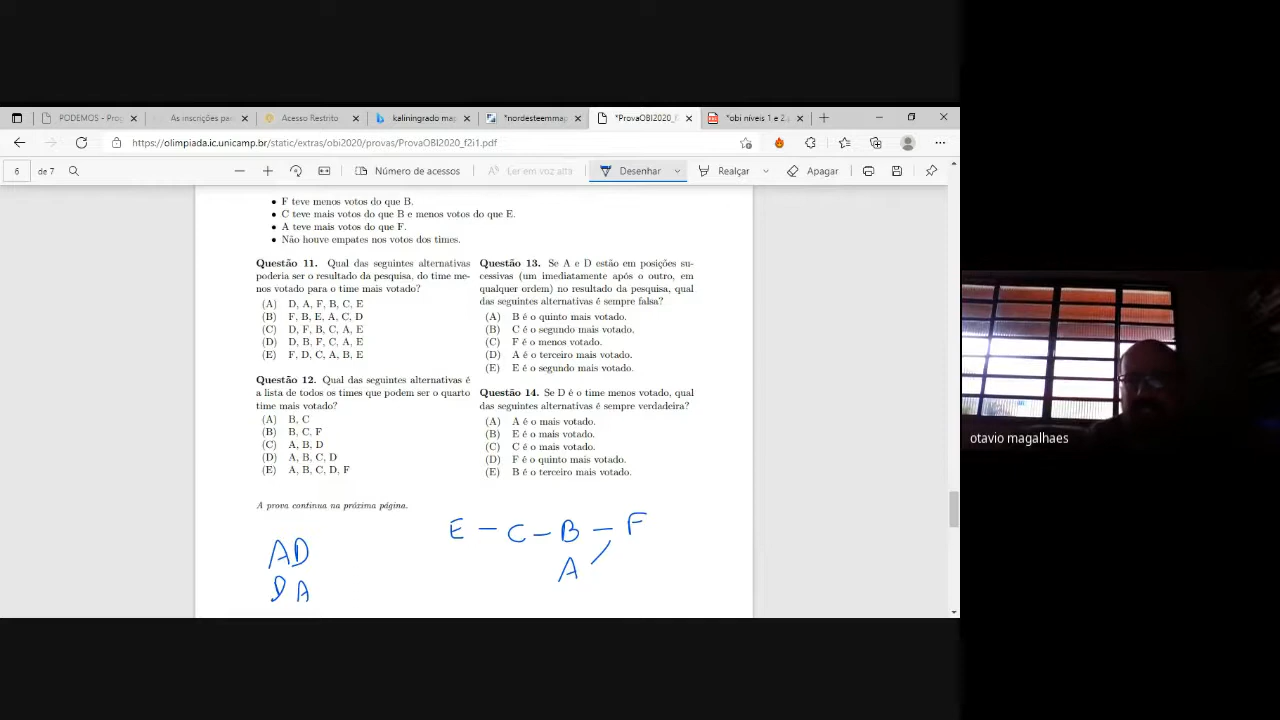 PODEMOS - Prog
As inscrições par
Acesso Restrito
kaliningrado map
*nordesteemmap
*ProvaOBI2020_f
*obi níveis 1 e 2.p
https://olimpiada.ic.unicamp.br/static/extras/obi2020/provas/ProvaOBI2020_f2i1.pdf
6 de 7
Número de acessos
Ler em voz alta
Desenhar
Realçar
Apagar
• F teve menos votos do que B.
• C teve mais votos do que B e menos votos do que E.
• A teve mais votos do que F.
• Não houve empates nos votos dos times.
Questão 11. Qual das seguintes alternativas
poderia ser o resultado da pesquisa, do time me-
nos votado para o time mais votado?
(A) D, A, F, B, C, E
(B) F, B, E, A, C, D
(C) D, F, B, C, A, E
(D) D, B, F, C, A, E
(E) F, D, C, A, B, E
Questão 12. Qual das seguintes alternativas é
a lista de todos os times que podem ser o quarto
time mais votado?
(A) B, C
(B) B, C, F
(C) A, B, D
(D) A, B, C, D
(E) A, B, C, D, F
Questão 13. Se A e D estão em posições su-
cessivas (um imediatamente após o outro, em
qualquer ordem) no resultado da pesquisa, qual
das seguintes alternativas é sempre falsa?
(A) B é o quinto mais votado.
(B) C é o segundo mais votado.
(C) F é o menos votado.
(D) A é o terceiro mais votado.
(E) E é o segundo mais votado.
Questão 14. Se D é o time menos votado, qual
das seguintes alternativas é sempre verdadeira?
(A) A é o mais votado.
(B) E é o mais votado.
(C) C é o mais votado.
(D) F é o quinto mais votado.
(E) B é o terceiro mais votado.
A prova continua na próxima página.
E - C - B - F
A
AD
DA
otavio magalhaes